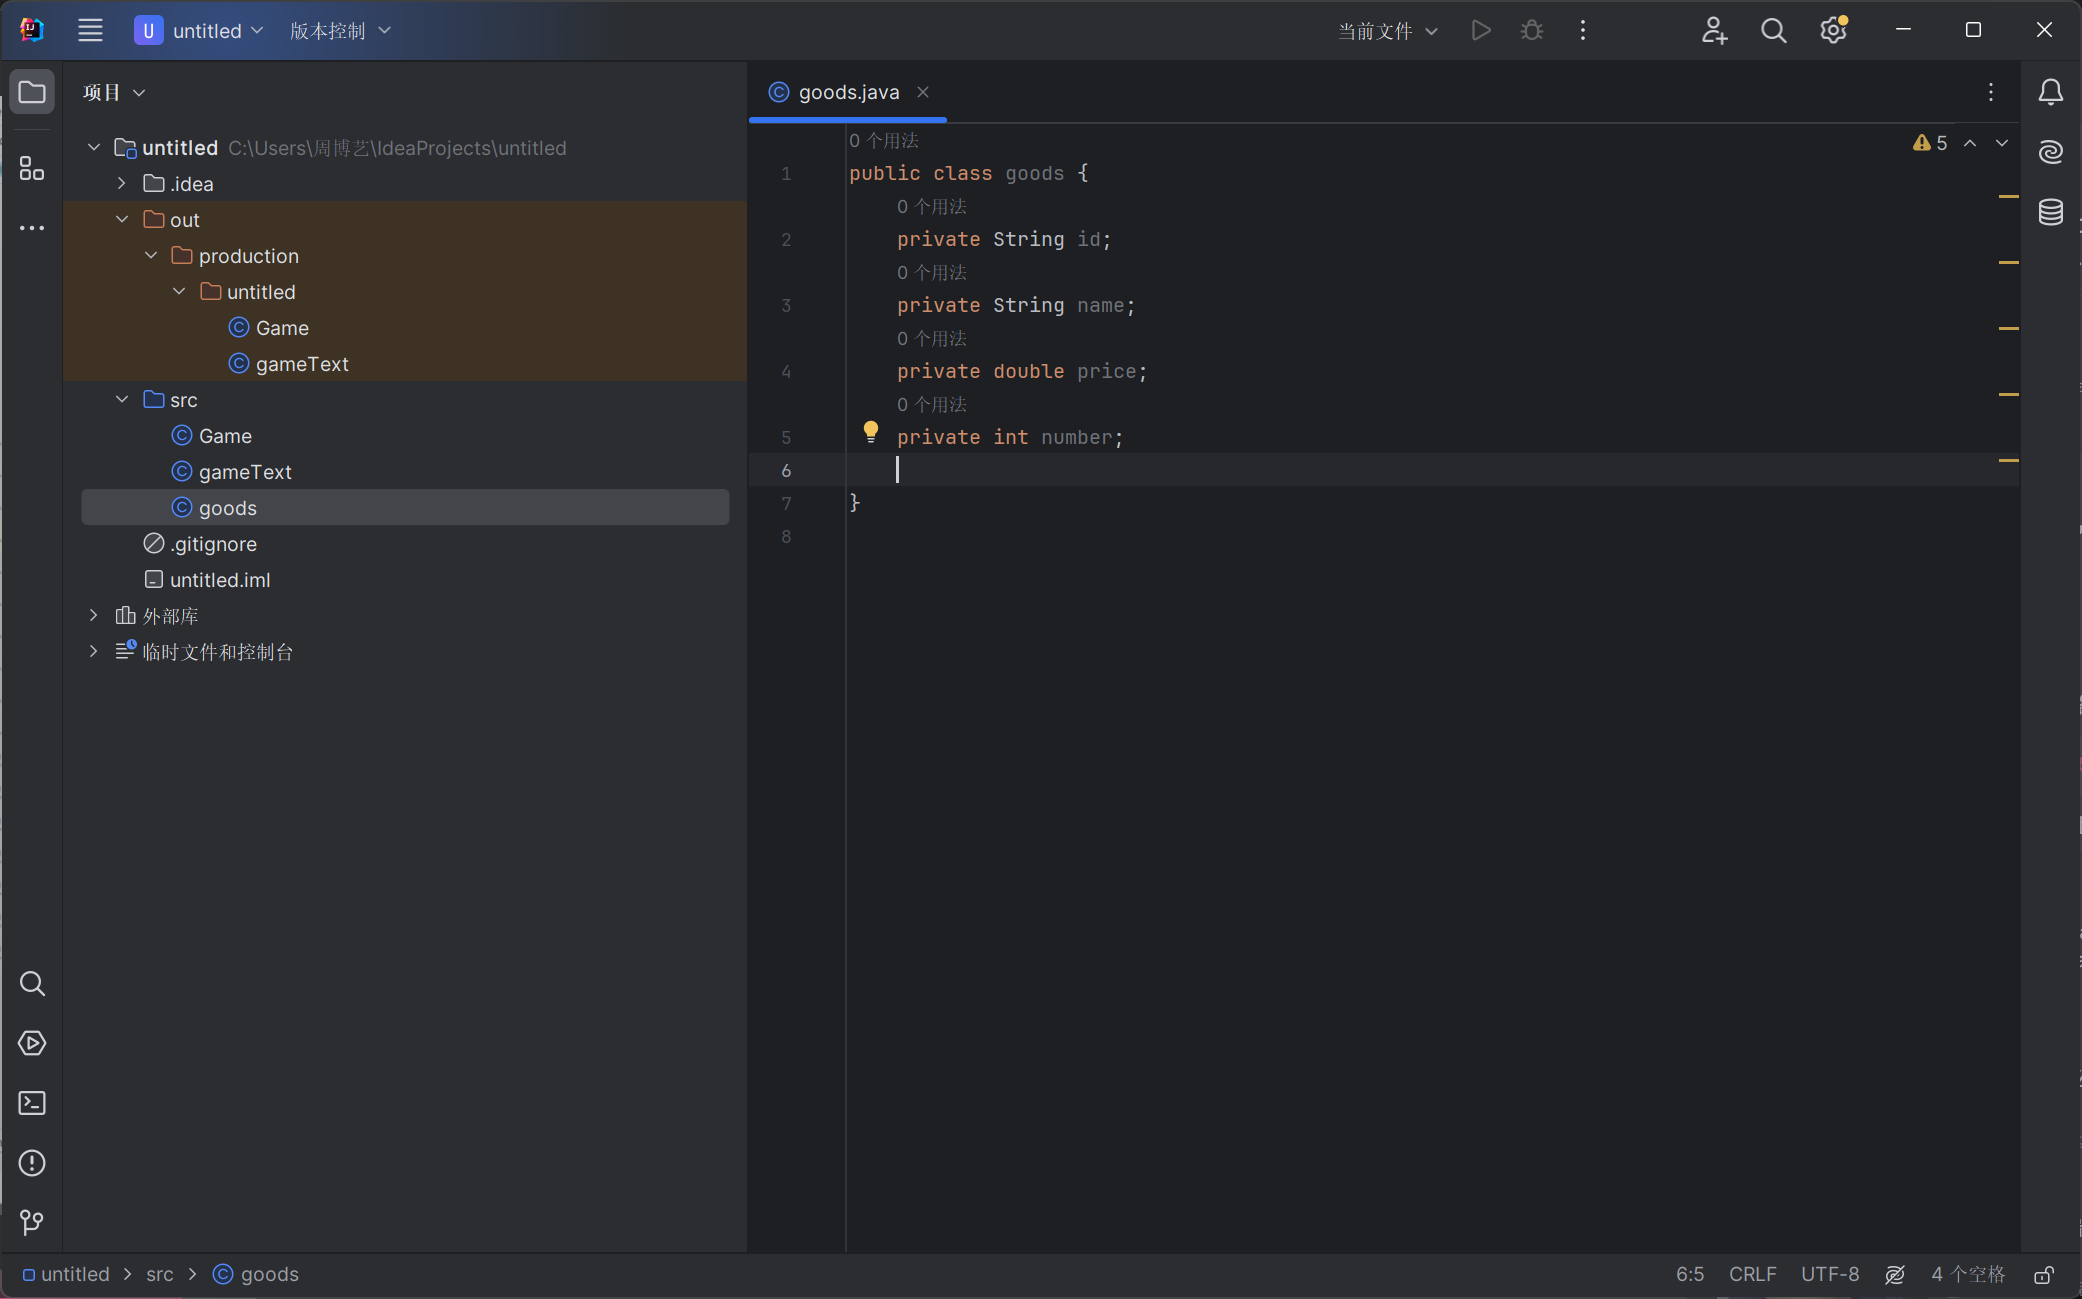 U untitled 版本控制 当前文件
项目
untitled C:\Users\周博艺\IdeaProjects\untitled
.idea
out
production
untitled
Game
gameText
src
Game
gameText
goods
.gitignore
untitled.iml
外部库
临时文件和控制台
goods.java
5
0 个用法
1 public class goods {
0 个用法
2 private String id;
0 个用法
3 private String name;
0 个用法
4 private double price;
0 个用法
5 private int number;
6
7 }
8
untitled > src > goods
6:5 CRLF UTF-8 4 个空格